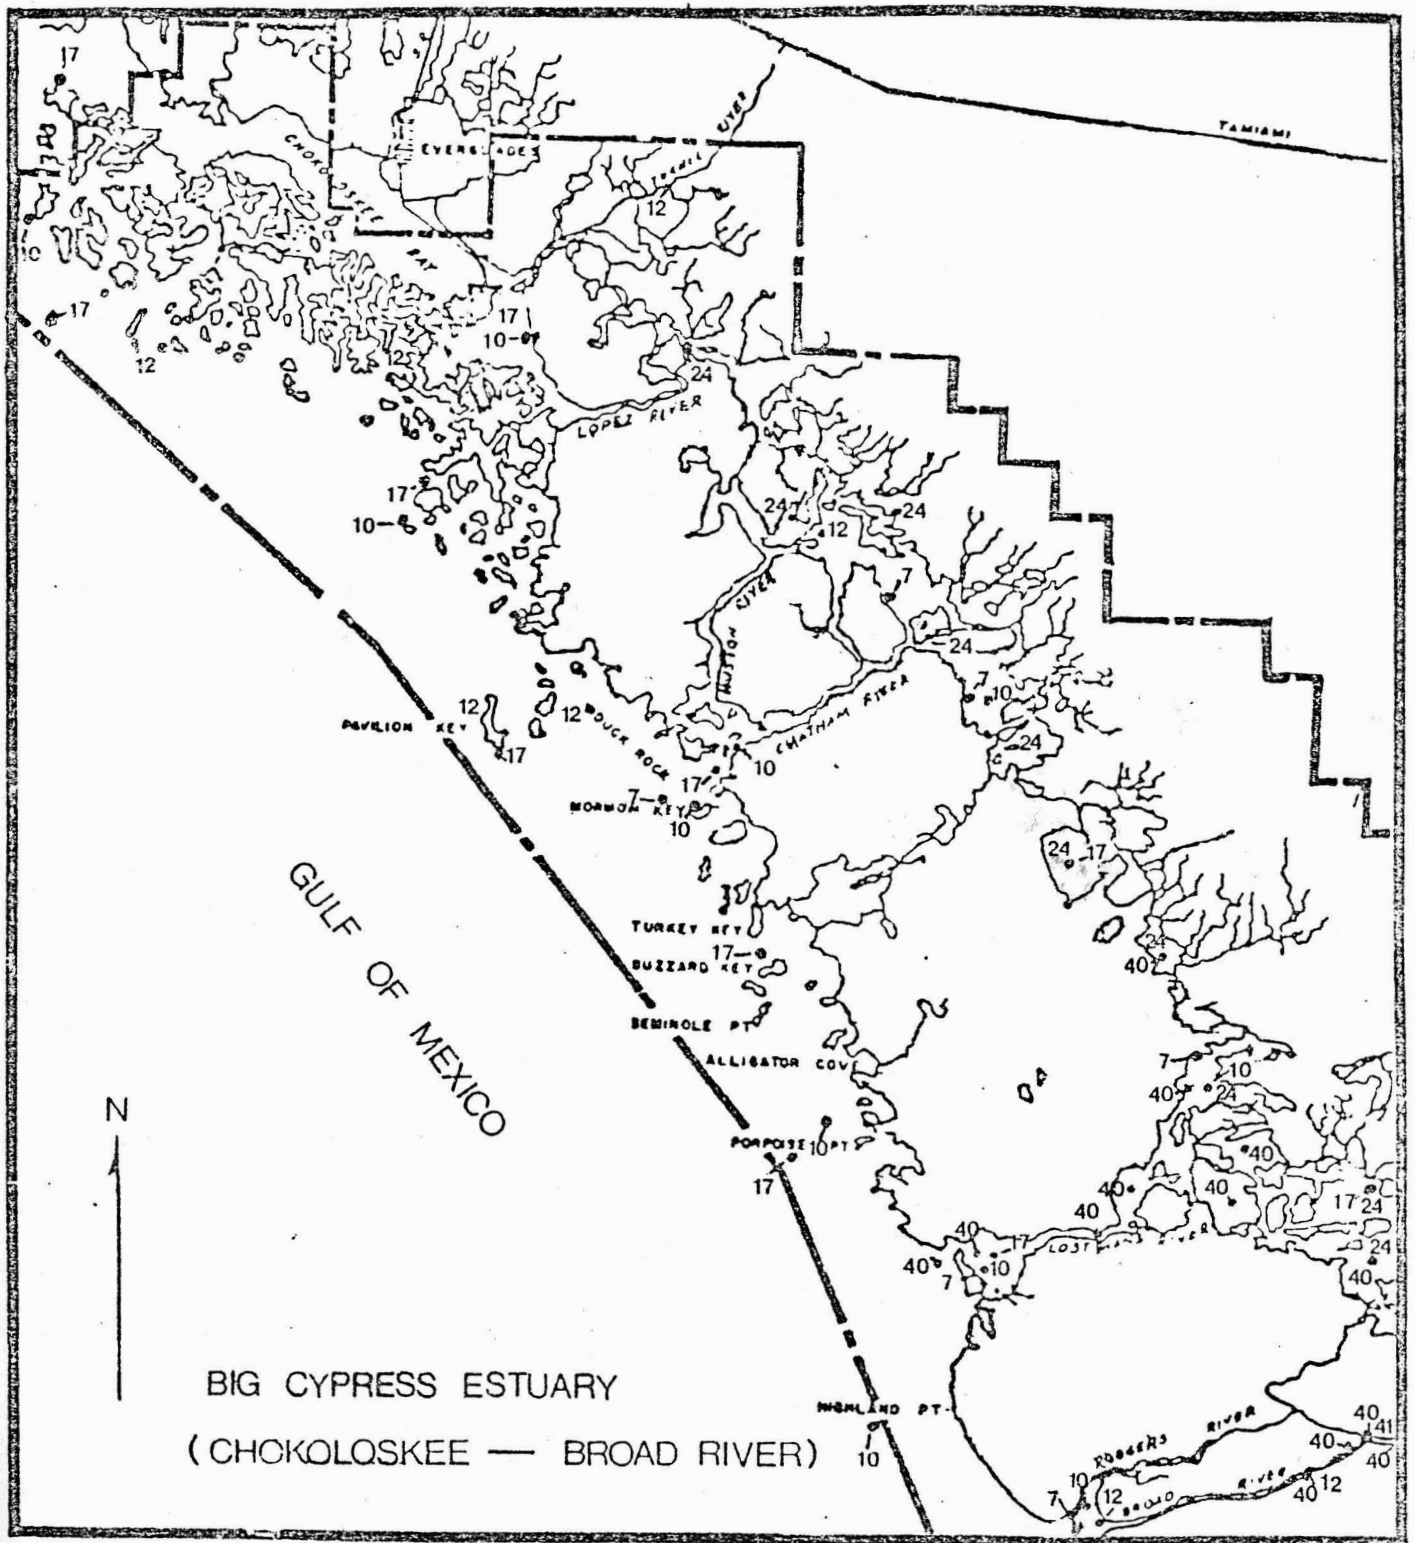 17
TAMIAMI
RIVER
CHOKOLOSKEE
EVERGLADES
12
BAY
10
17
12
17
10
12
24
LOPEZ RIVER
17
10
24
12
24
7
HUSTON RIVER
24
7
10
CHATHAM RIVER
24
12
PAVILION KEY
17
12
DUCK ROCK
10
17
7
MORMON KEY
10
24
17
TURKEY KEY
17
BUZZARD KEY
24
40
SEMINOLE PT
ALLIGATOR COVE
7
10
40
24
GULF OF MEXICO
N
PORPOISE PT
10
17
40
40
40
40
17
24
LOST MANS RIVER
40
17
40
7
10
24
40
BIG CYPRESS ESTUARY
(CHOKOLOSKEE — BROAD RIVER)
HIGHLAND PT
10
RODGERS RIVER
40
41
40
40
10
7
12
BROAD RIVER
40
12